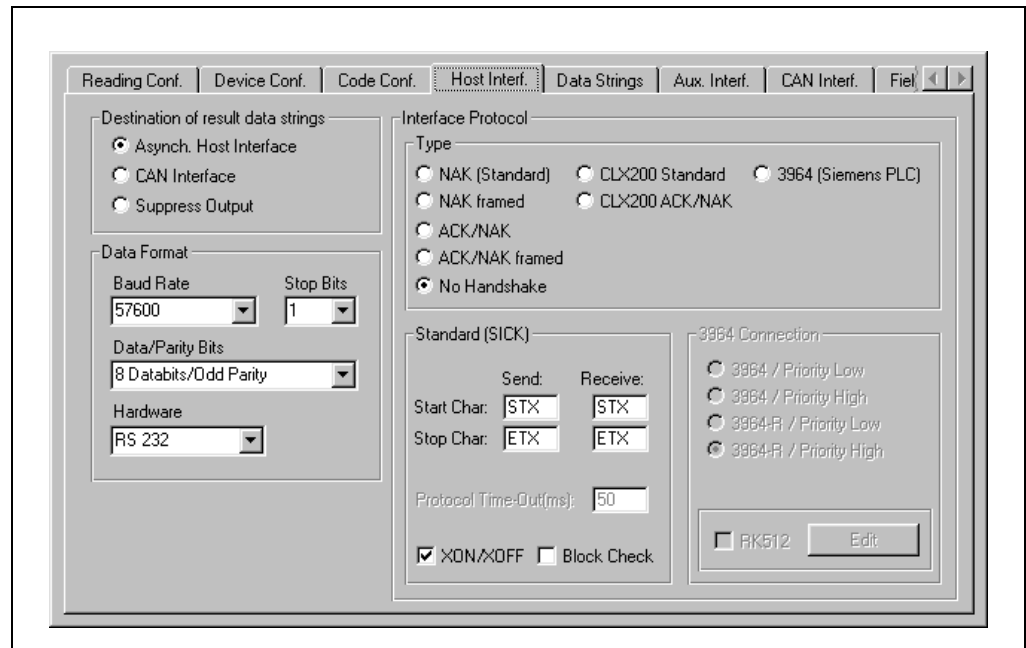 Reading Conf. Device Conf. Code Conf. Host Interf. Data Strings Aux. Interf. CAN Interf. Fiel
Destination of result data strings
Asynch. Host Interface
CAN Interface
Suppress Output
Data Format
Baud Rate Stop Bits
57600 1
Data/Parity Bits
8 Databits/Odd Parity
Hardware
RS 232
Interface Protocol
Type
NAK (Standard) CLX200 Standard 3964 (Siemens PLC)
NAK framed CLX200 ACK/NAK
ACK/NAK
ACK/NAK framed
No Handshake
Standard (SICK)
Send: Receive:
Start Char: STX STX
Stop Char: ETX ETX
Protocol Time-Out(ms): 50
XON/XOFF Block Check
3964 Connection
3964 / Priority Low
3964 / Priority High
3964-R / Priority Low
3964-R / Priority High
RK512 Edit